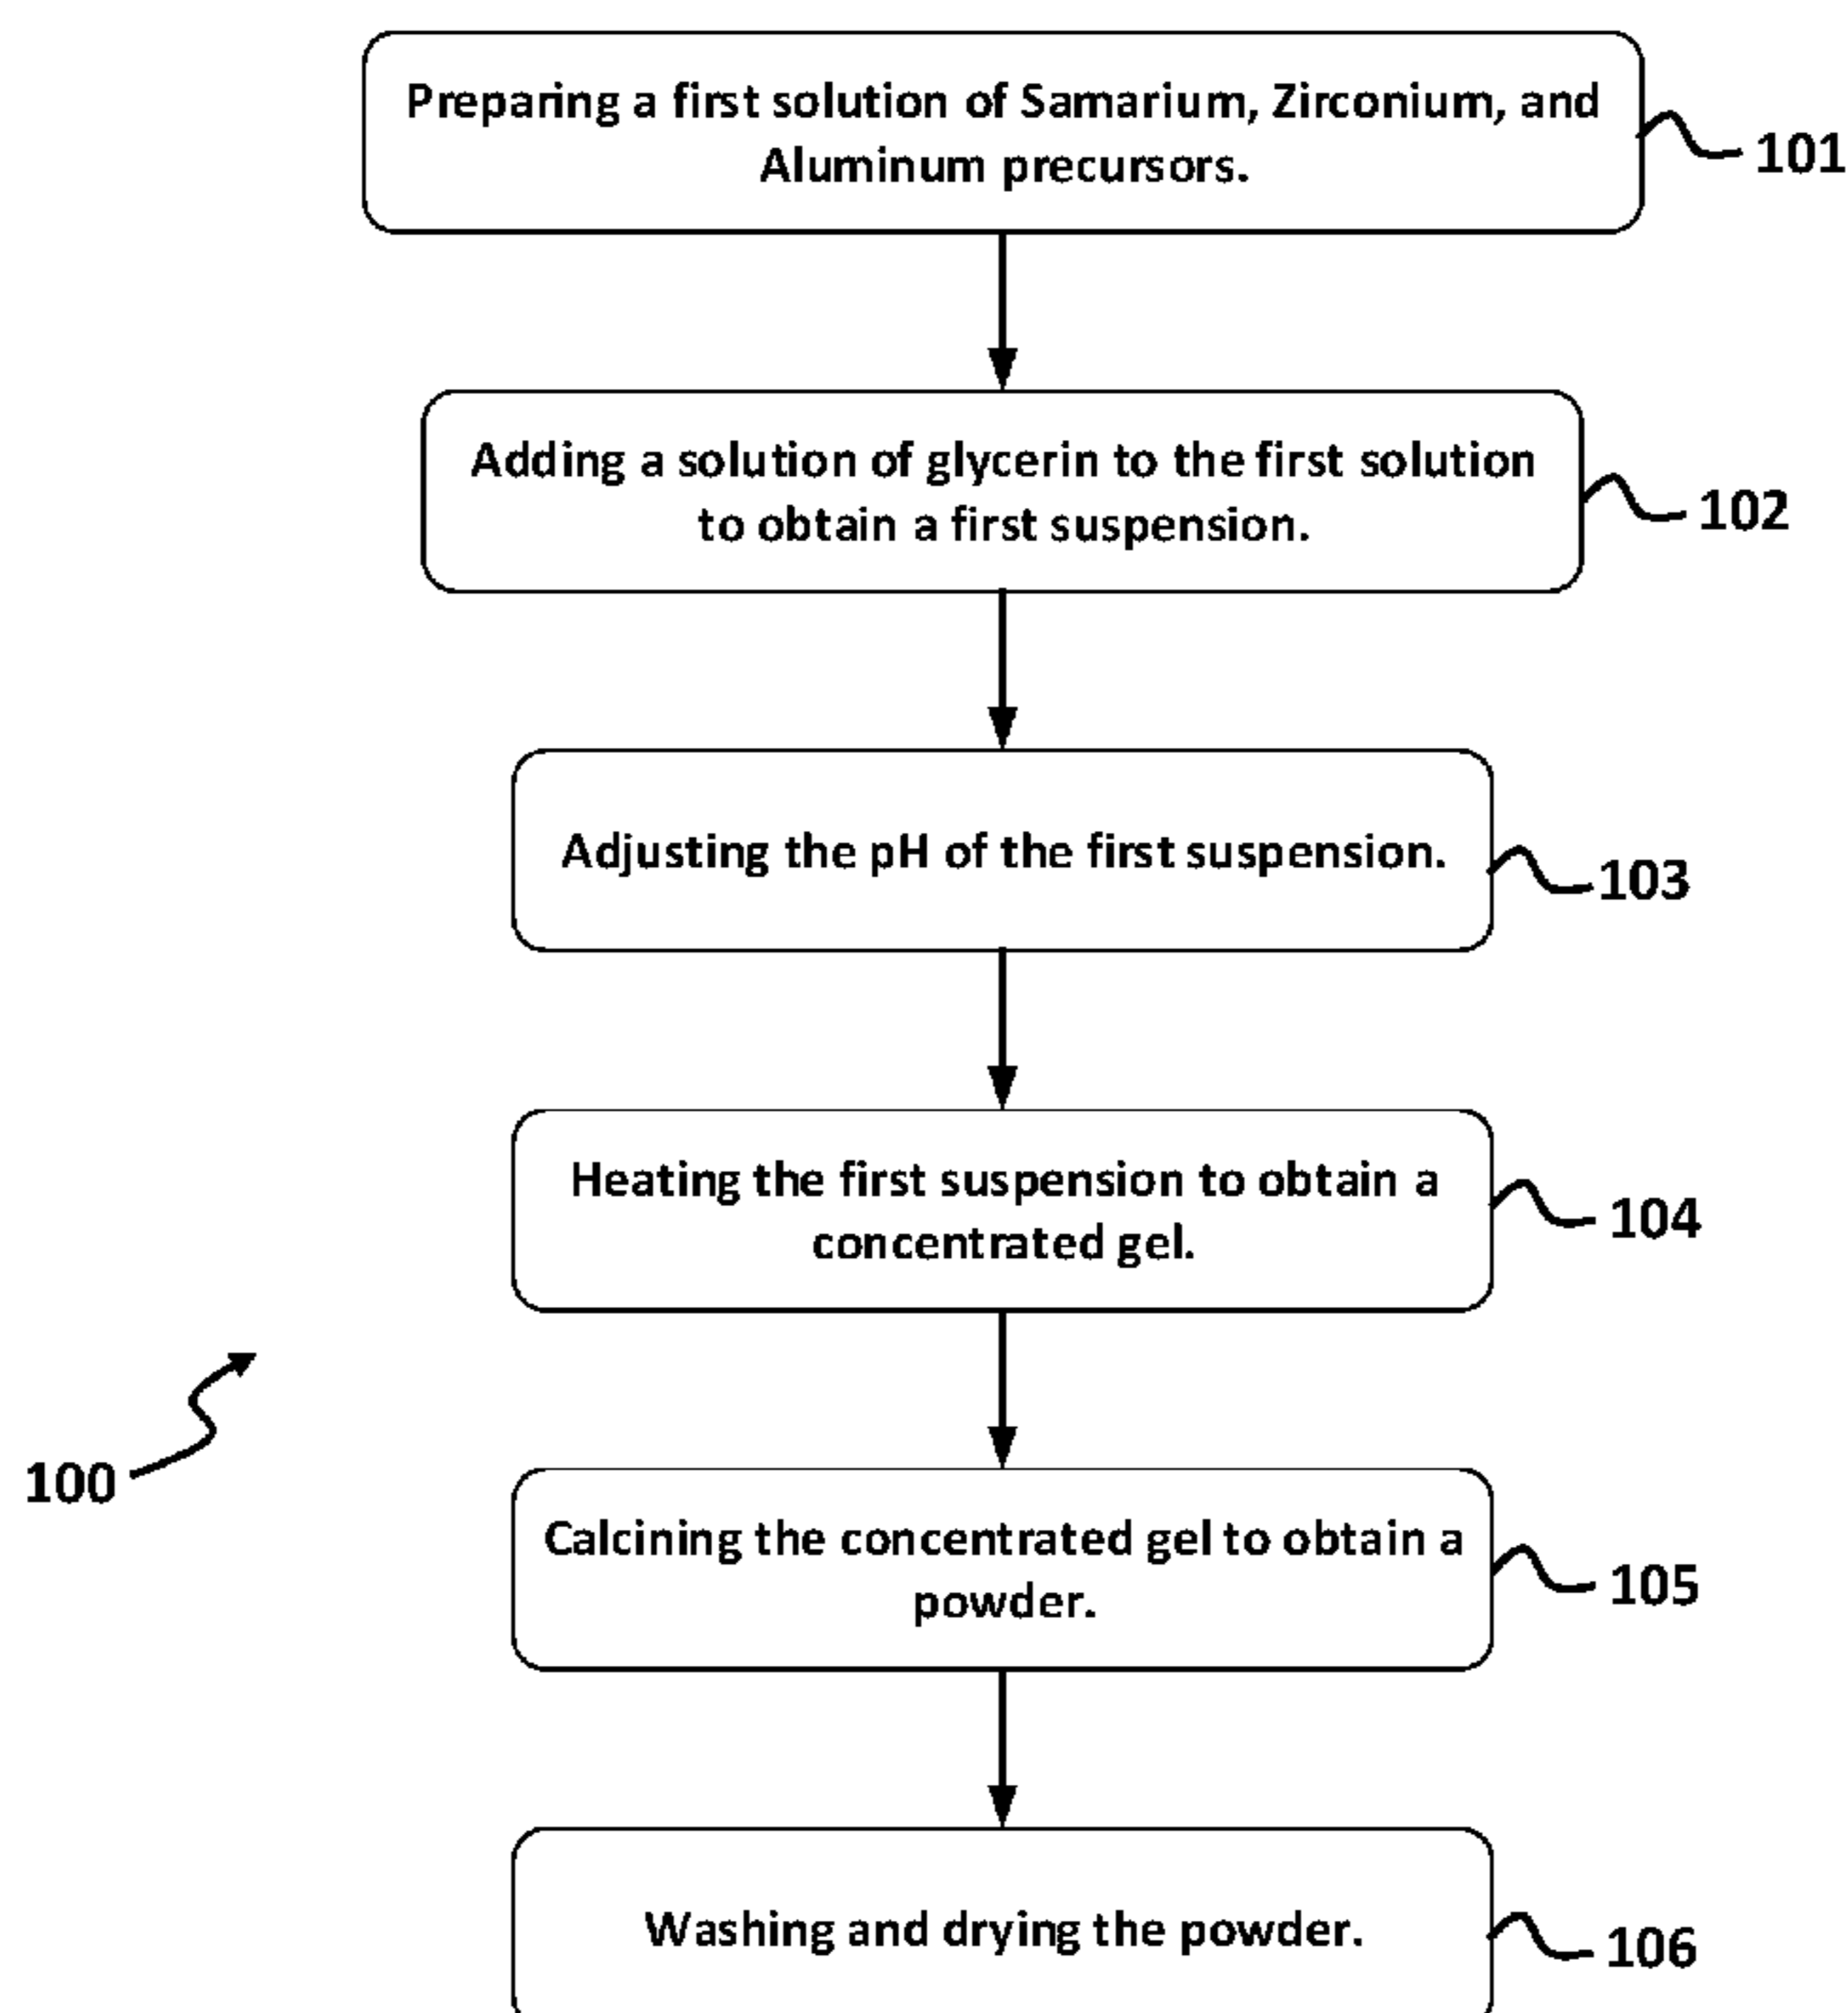 Preparing a first solution of Samarium, Zirconium, and
Aluminum precursors.
101
Adding a solution of glycerin to the first solution
to obtain a first suspension.
102
Adjusting the pH of the first suspension.
103
Heating the first suspension to obtain a
concentrated gel.
104
100
Calcining the concentrated gel to obtain a
powder.
105
Washing and drying the powder.
106